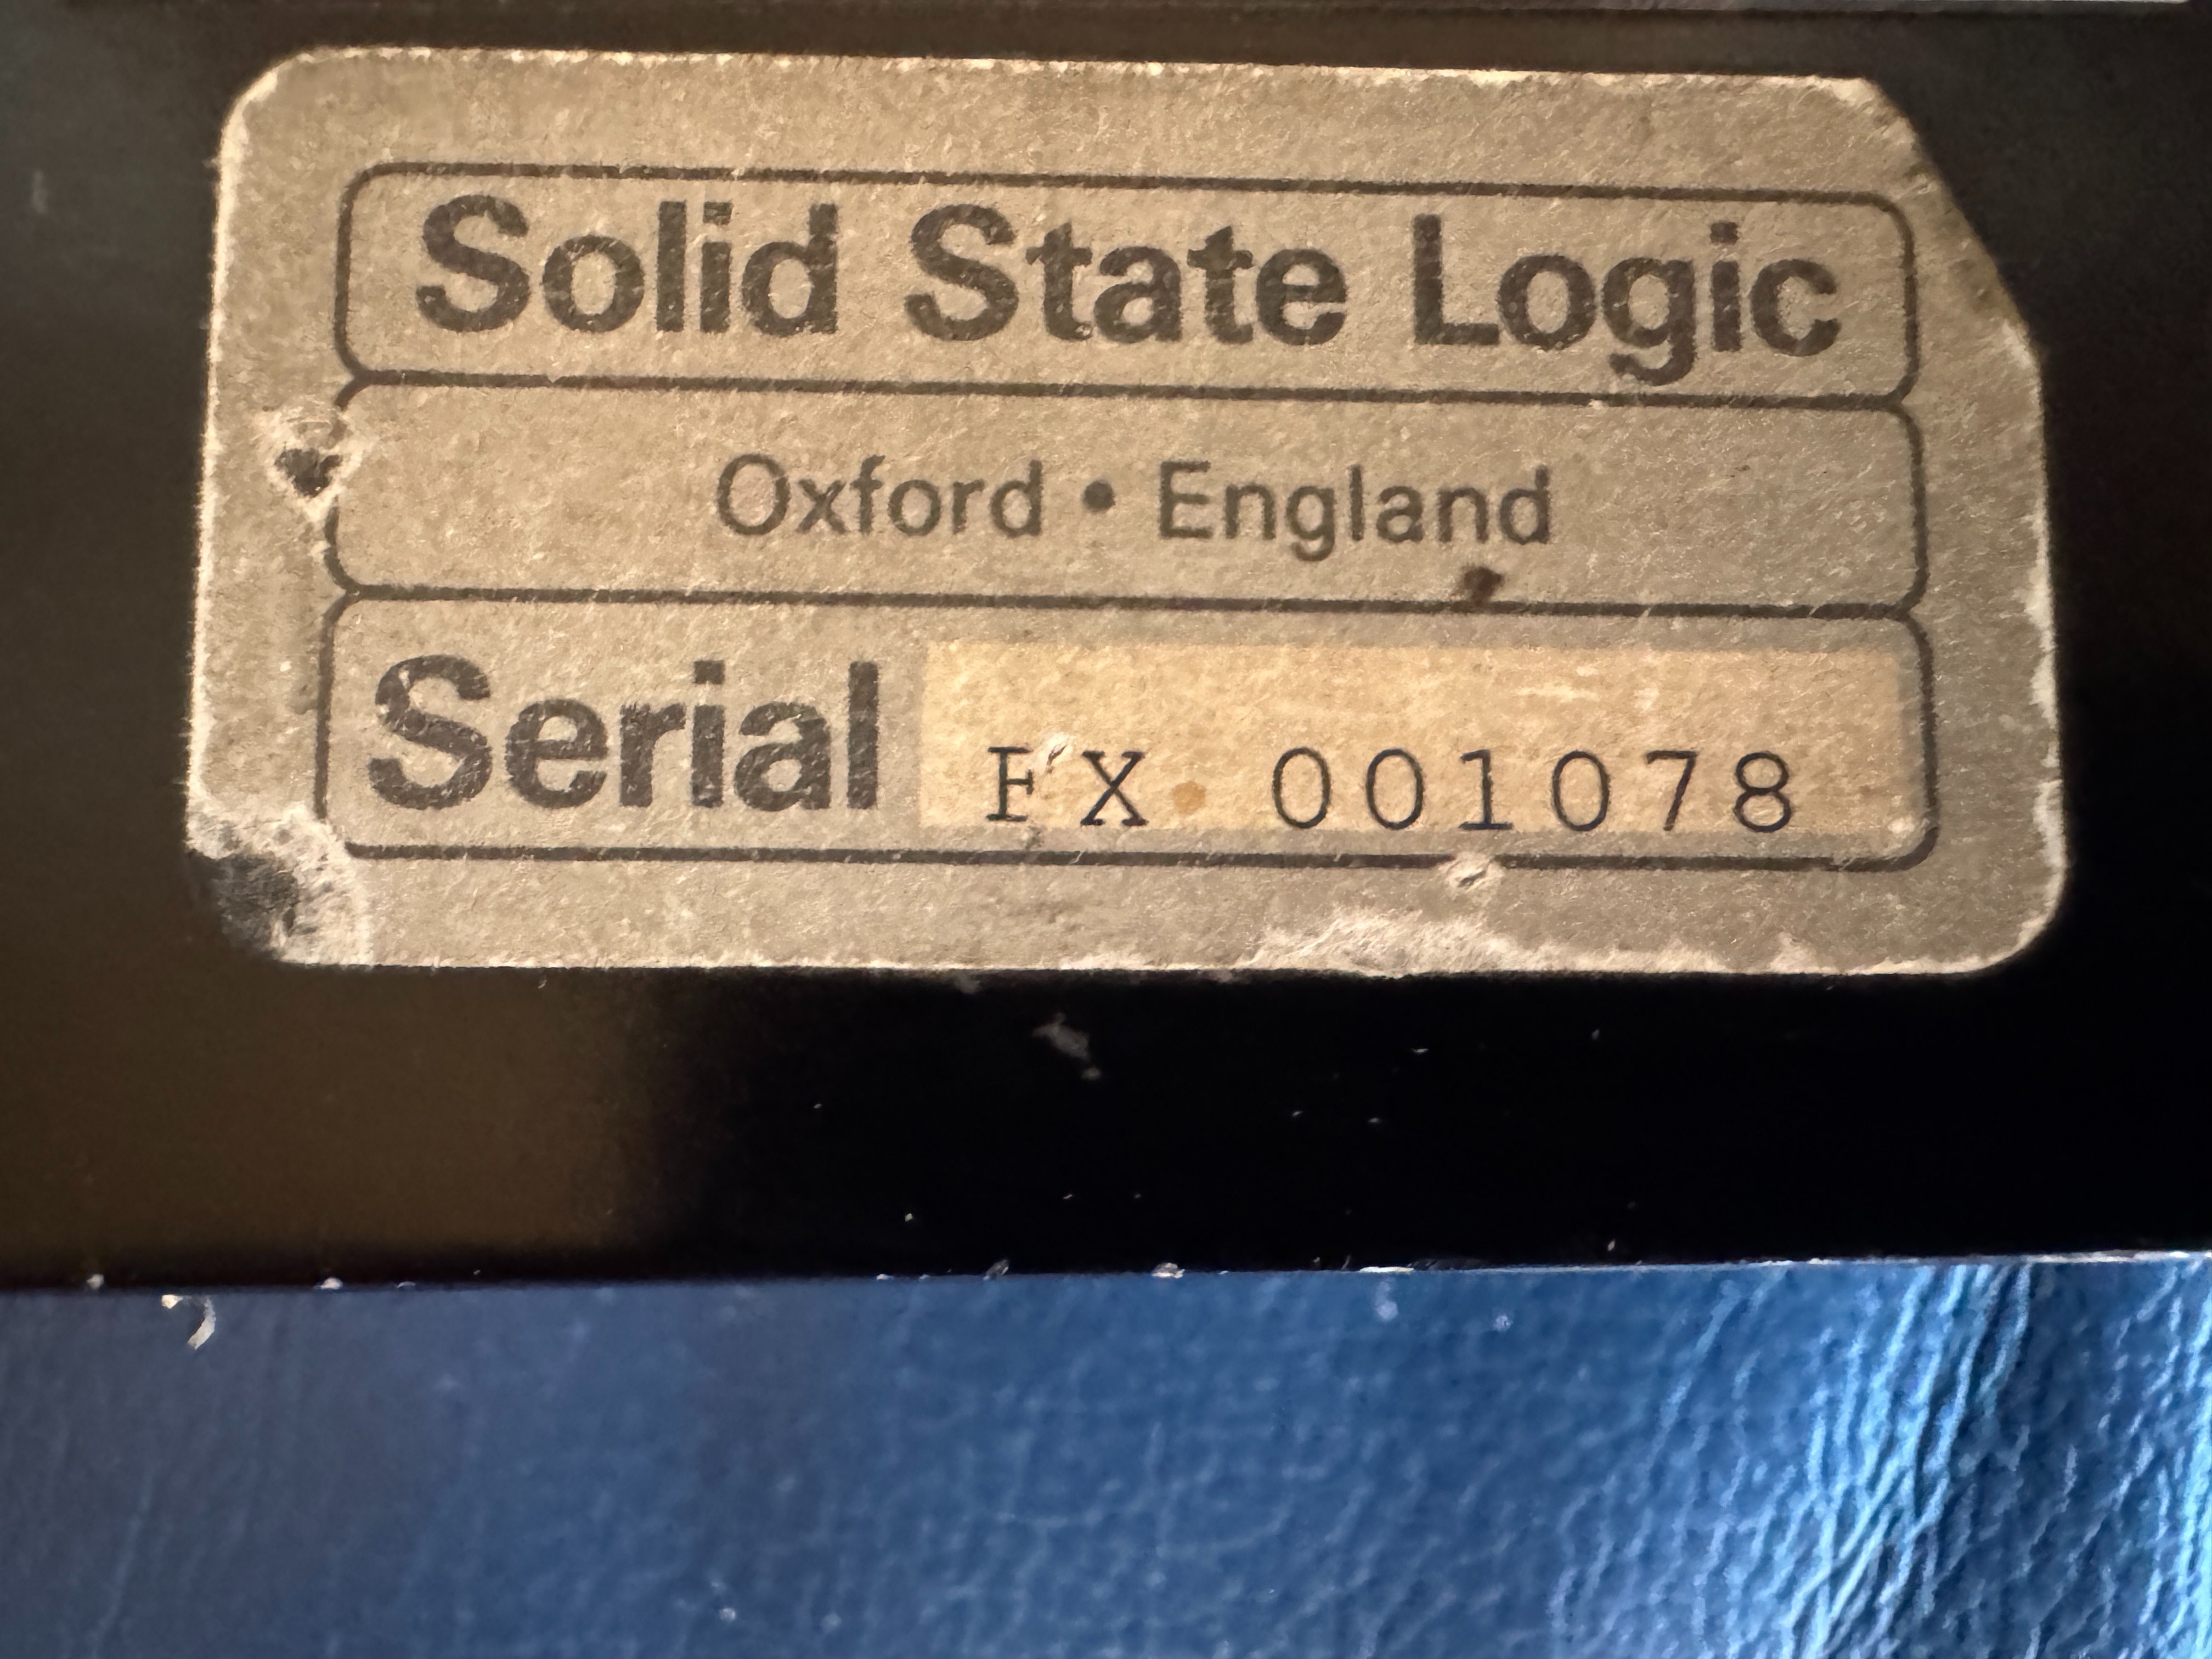 Solid State Logic
Oxford • England
Serial FX 001078